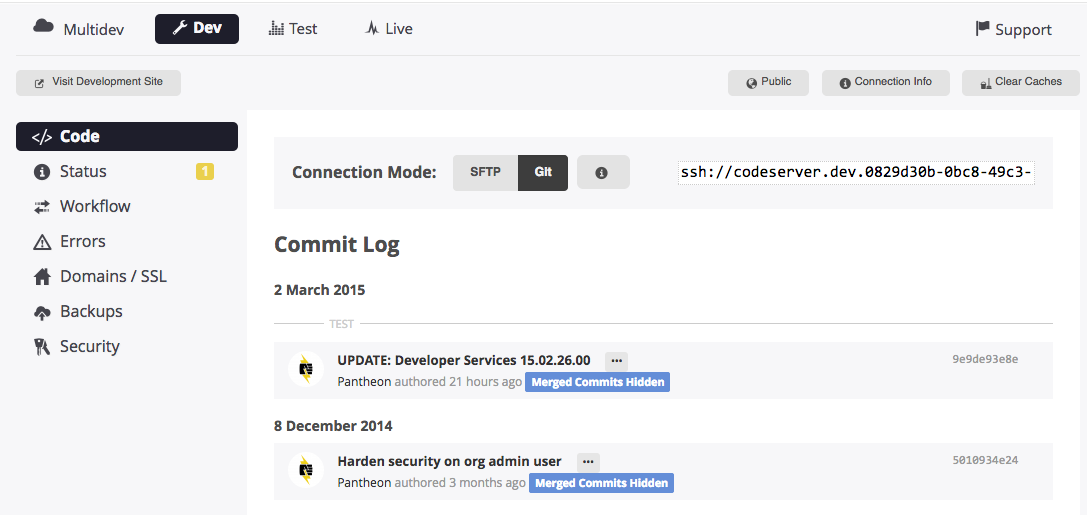 Multidev Dev Test Live Support
Visit Development Site Public Connection Info Clear Caches
</> Code
Status 1
Workflow
Errors
Domains / SSL
Backups
Security
Connection Mode: SFTP Git ssh://codeserver.dev.0829d30b-0bc8-49c3-
Commit Log
2 March 2015
TEST
UPDATE: Developer Services 15.02.26.00 ••• 9e9de93e8e
Pantheon authored 21 hours ago Merged Commits Hidden
8 December 2014
Harden security on org admin user ••• 5010934e24
Pantheon authored 3 months ago Merged Commits Hidden